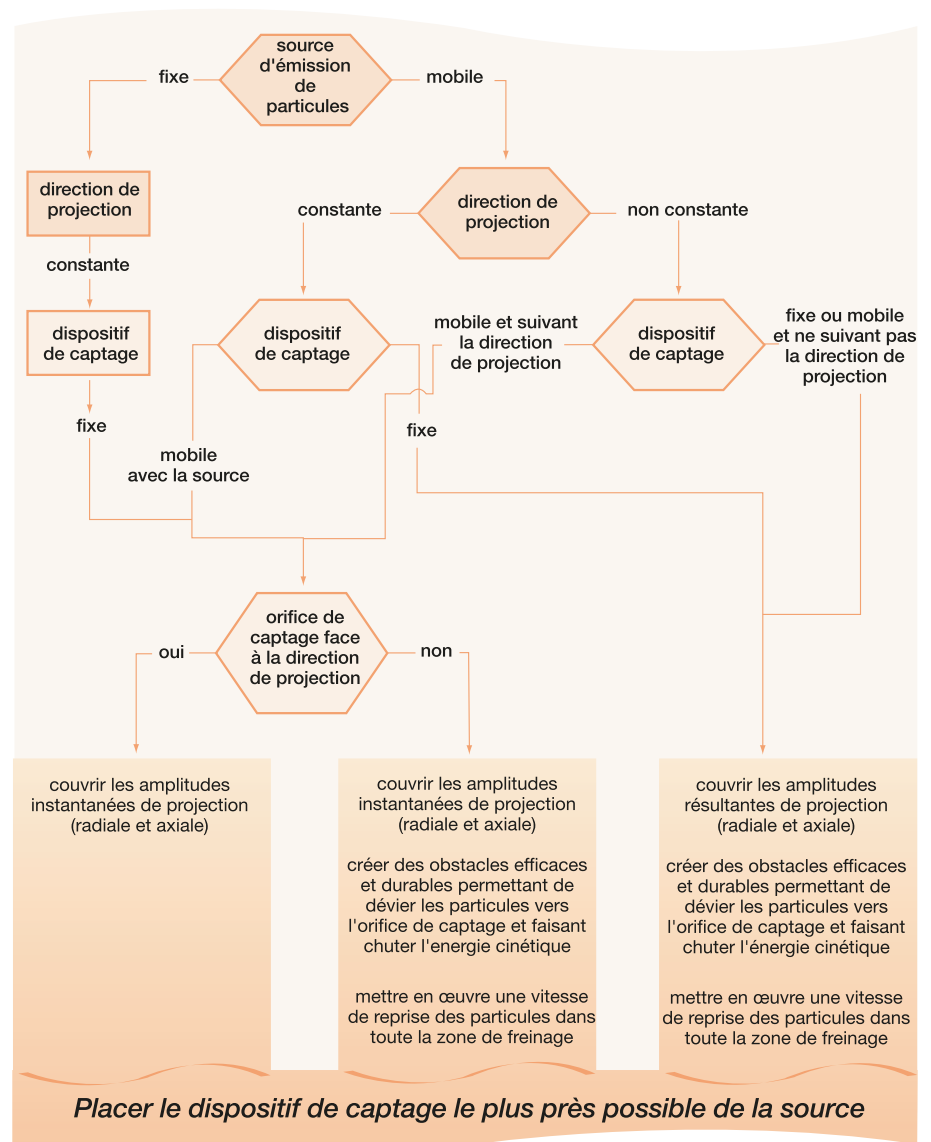 source
d'émission
de
particules
fixe
mobile
direction de
projection
direction de
projection
constante
non constante
constante
dispositif
de captage
dispositif
de captage
mobile et suivant
la direction
de projection
dispositif
de captage
fixe ou mobile
et ne suivant pas
la direction de
projection
fixe
fixe
mobile
avec la source
orifice de
captage face
à la direction
de projection
oui
non
couvrir les amplitudes
instantanées de projection
(radiale et axiale)
couvrir les amplitudes
instantanées de projection
(radiale et axiale)
créer des obstacles efficaces
et durables permettant de
dévier les particules vers
l'orifice de captage et faisant
chuter l'energie cinétique
mettre en œuvre une vitesse
de reprise des particules dans
toute la zone de freinage
couvrir les amplitudes
résultantes de projection
(radiale et axiale)
créer des obstacles efficaces
et durables permettant de
dévier les particules vers
l'orifice de captage et faisant
chuter l'énergie cinétique
mettre en œuvre une vitesse
de reprise des particules dans
toute la zone de freinage
Placer le dispositif de captage le plus près possible de la source